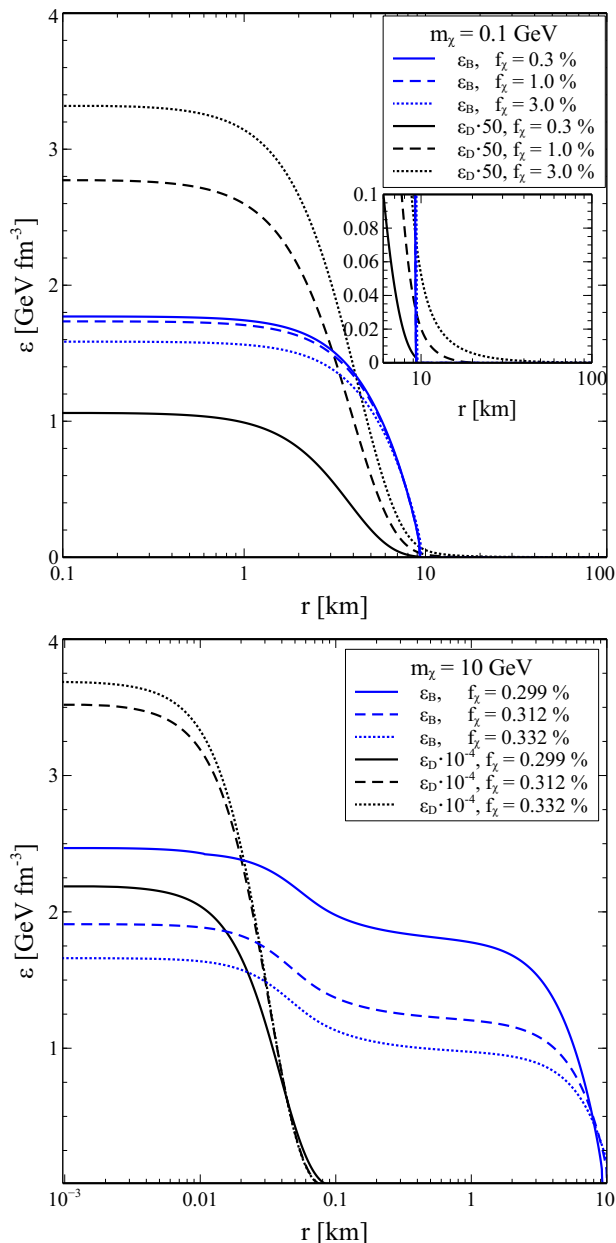 4
3
2
1
0
ε [GeV fm⁻³]
0.1
1
10
100
r [km]
m_χ = 0.1 GeV
ε_B, f_χ = 0.3 %
ε_B, f_χ = 1.0 %
ε_B, f_χ = 3.0 %
ε_D·50, f_χ = 0.3 %
ε_D·50, f_χ = 1.0 %
ε_D·50, f_χ = 3.0 %
0.1
0.08
0.06
0.04
0.02
0
10
100
r [km]
4
3
2
1
ε [GeV fm⁻³]
10⁻³
0.01
0.1
1
10
r [km]
m_χ = 10 GeV
ε_B, f_χ = 0.299 %
ε_B, f_χ = 0.312 %
ε_B, f_χ = 0.332 %
ε_D·10⁻⁴, f_χ = 0.299 %
ε_D·10⁻⁴, f_χ = 0.312 %
ε_D·10⁻⁴, f_χ = 0.332 %